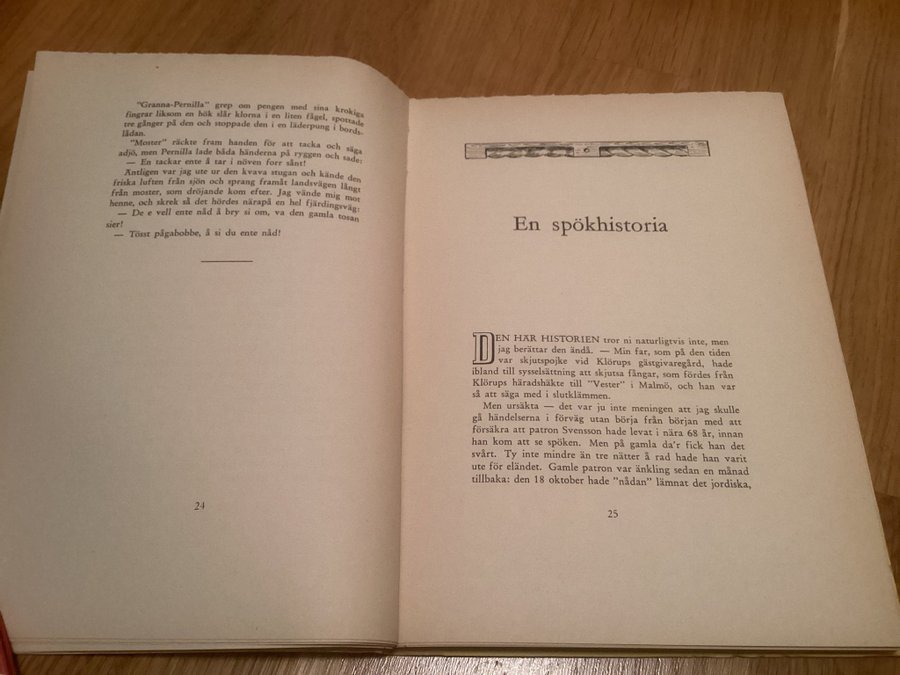 "Granna-Pernilla" grep om pengen med sina krokiga
fingrar liksom en hök slår klorna i en liten fågel, spottade
tre gånger på den och stoppade den i en läderpung i bords-
lådan.
"Moster" räckte fram handen för att tacka och säga
adjö, men Pernilla lade båda händerna på ryggen och sade:
— En tackar ente å tar i növen forr sånt!
Äntligen var jag ute ur den kvava stugan och kände den
friska luften från sjön och sprang framåt landsvägen långt
från moster, som dröjande kom efter. Jag vände mig mot
henne, och skrek så det hördes närapå en hel fjärdingsväg:
— De e vell ente nåd å bry si om, va den gamla tosan
sier!
— Tösst pågabobbe, å si du ente nåd!
24
En spökhistoria
DEN HÄR HISTORIEN tror ni naturligtvis inte, men
jag berättar den ändå. — Min far, som på den tiden
var skjutspojke vid Klörups gästgivaregård, hade
ibland till sysselsättning att skjutsa fångar, som fördes från
Klörups häradshäkte till "Vester" i Malmö, och han var
så att säga med i slutklämmen.
Men ursäkta — det var ju inte meningen att jag skulle
gå händelserna i förväg utan börja från början med att
försäkra att patron Svensson hade levat i nära 68 år, innan
han kom att se spöken. Men på gamla da'r fick han det
svårt. Ty inte mindre än tre nätter å rad hade han varit
ute för eländet. Gamle patron var änkling sedan en månad
tillbaka: den 18 oktober hade "nådan" lämnat det jordiska,
25